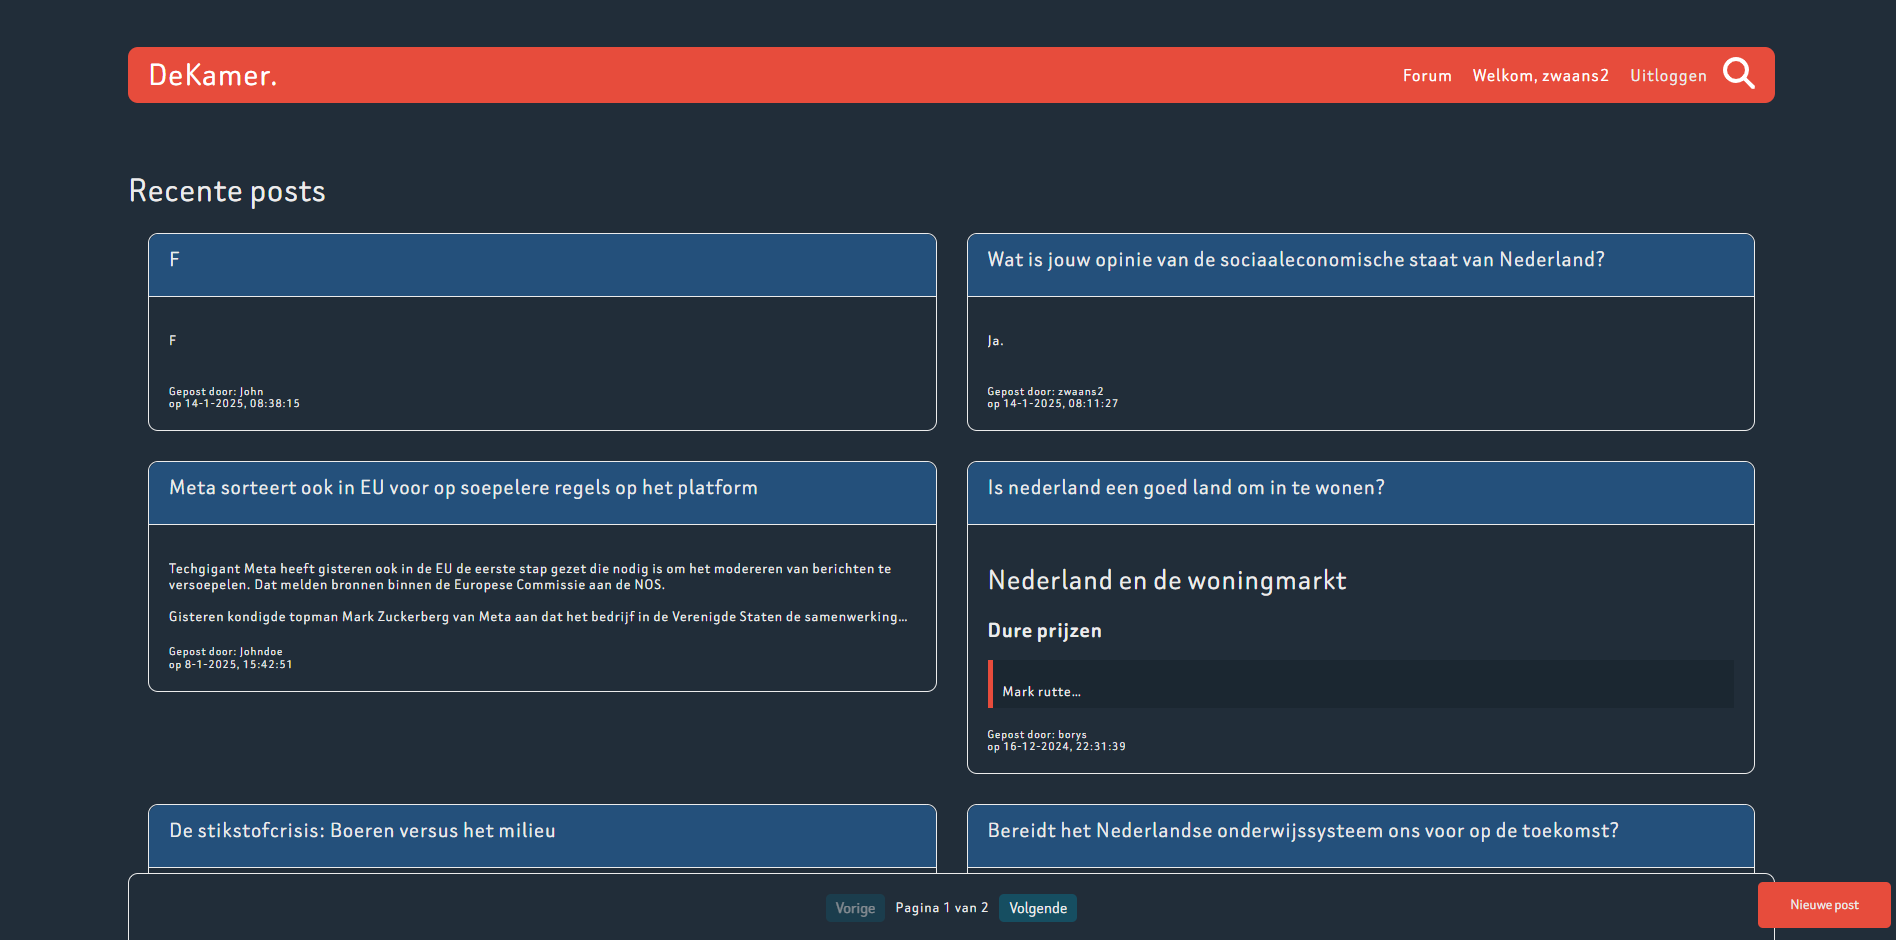 DeKamer.
Forum Welkom, zwaans2 Uitloggen
Recente posts
F
F
Gepost door: John
op 14-1-2025, 08:38:15
Wat is jouw opinie van de sociaaleconomische staat van Nederland?
Ja.
Gepost door: zwaans2
op 14-1-2025, 08:11:27
Meta sorteert ook in EU voor op soepelere regels op het platform
Techgigant Meta heeft gisteren ook in de EU de eerste stap gezet die nodig is om het modereren van berichten te
versoepelen. Dat melden bronnen binnen de Europese Commissie aan de NOS.
Gisteren kondigde topman Mark Zuckerberg van Meta aan dat het bedrijf in de Verenigde Staten de samenwerking...
Gepost door: Johndoe
op 8-1-2025, 15:42:51
Is nederland een goed land om in te wonen?
Nederland en de woningmarkt
Dure prijzen
Mark rutte...
Gepost door: borys
op 16-12-2024, 22:31:39
De stikstofcrisis: Boeren versus het milieu
Bereidt het Nederlandse onderwijssysteem ons voor op de toekomst?
Vorige Pagina 1 van 2 Volgende
Nieuwe post